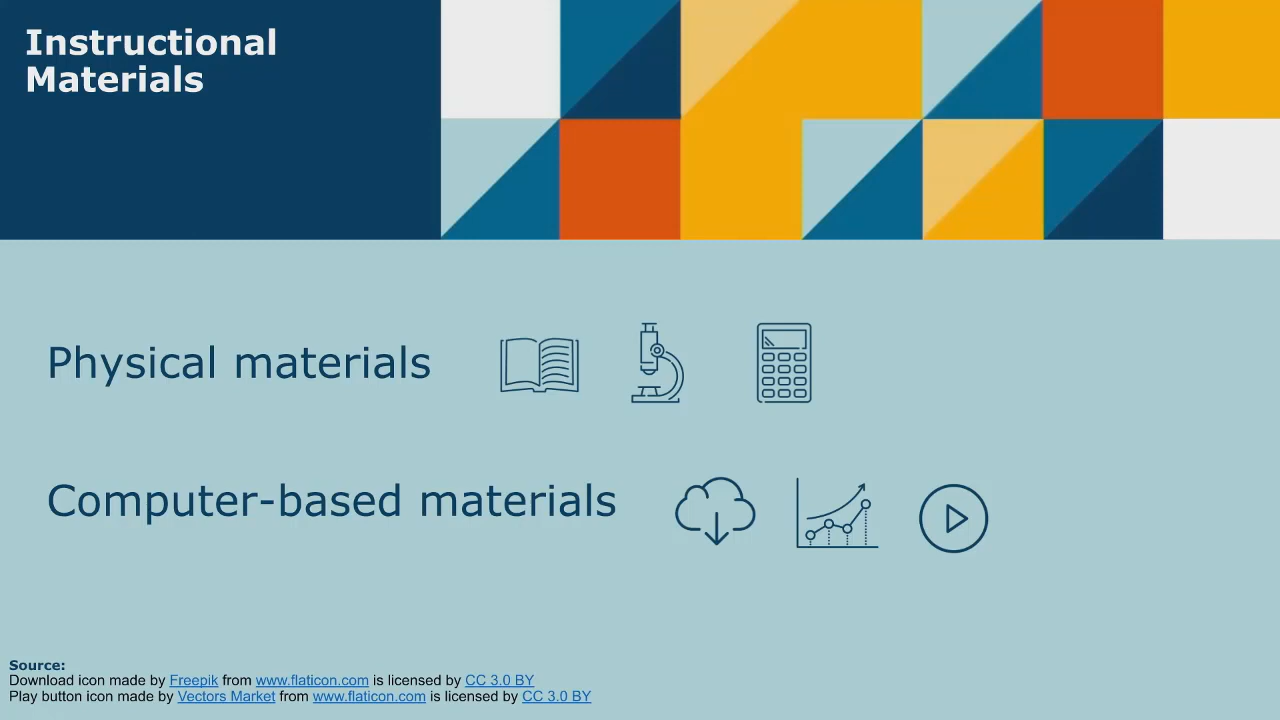 Instructional
Materials
Physical materials
Computer-based materials
Source:
Download icon made by Freepik from www.flaticon.com is licensed by CC 3.0 BY
Play button icon made by Vectors Market from www.flaticon.com is licensed by CC 3.0 BY